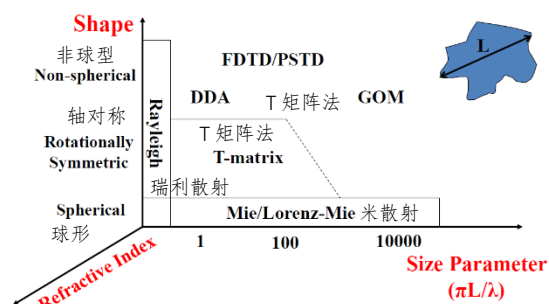 Shape
L
非球型
Non-spherical
FDTD/PSTD
DDA
T 矩阵法
GOM
轴对称
Rotationally
Symmetric
Rayleigh
T 矩阵法
T-matrix
瑞利散射
Spherical
球形
Mie/Lorenz-Mie 米散射
1
100
10000
Refractive Index
Size Parameter
(πL/λ)